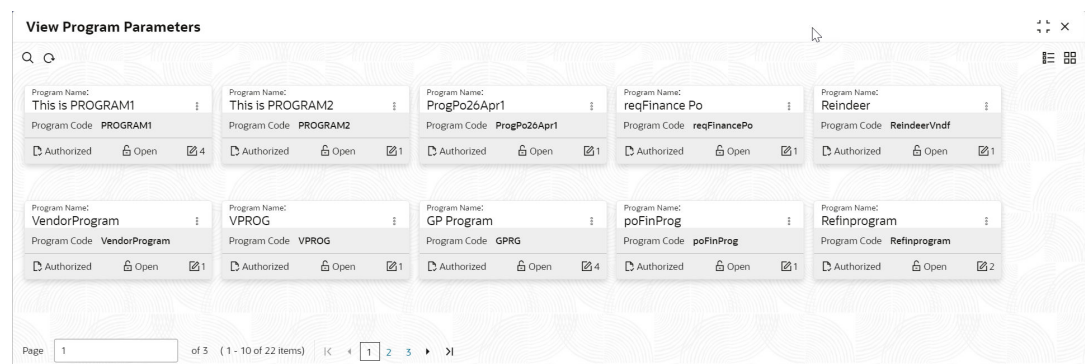 View Program Parameters
Program Name: Program Name: Program Name: Program Name: Program Name:
This is PROGRAM1 This is PROGRAM2 ProgPo26Apr1 reqFinance Po Reindeer
Program Code PROGRAM1 Program Code PROGRAM2 Program Code ProgPo26Apr1 Program Code reqFinancePo Program Code ReindeerVndf
Authorized Open 4 Authorized Open 1 Authorized Open 1 Authorized Open 1 Authorized Open 1
Program Name: Program Name: Program Name: Program Name: Program Name:
VendorProgram VPROG GP Program poFinProg Refinprogram
Program Code VendorProgram Program Code VPROG Program Code GPRG Program Code poFinProg Program Code Refinprogram
Authorized Open 1 Authorized Open 1 Authorized Open 4 Authorized Open 1 Authorized Open 2
Page 1 of 3 ( 1 - 10 of 22 items) 1 2 3